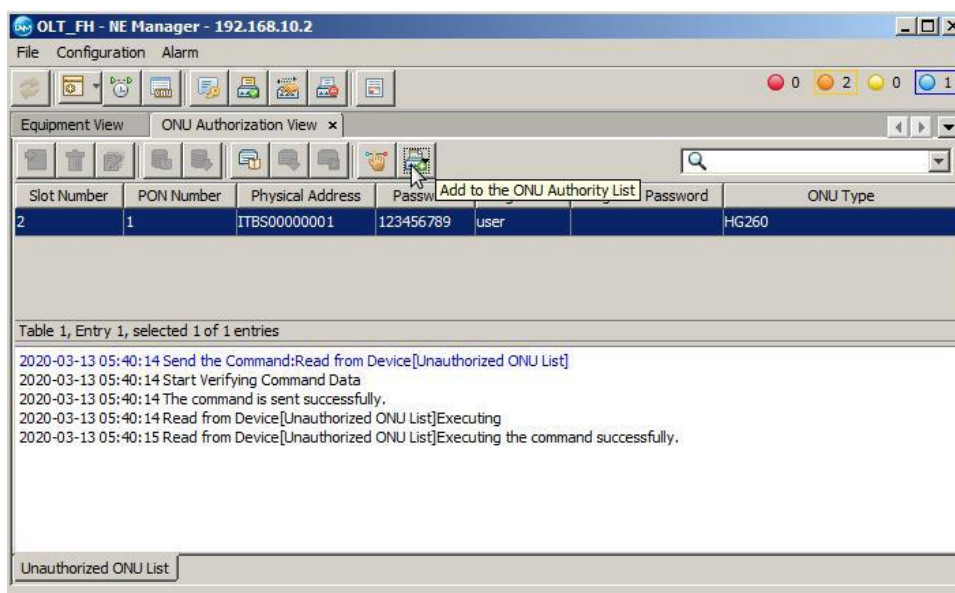 OLT_FH - NE Manager - 192.168.10.2
File Configuration Alarm
0 2 0 1
Equipment View ONU Authorization View
Add to the ONU Authority List
Slot Number PON Number Physical Address Passw Password ONU Type
2 1 ITBS00000001 123456789 user HG260
Table 1, Entry 1, selected 1 of 1 entries
2020-03-13 05:40:14 Send the Command:Read from Device[Unauthorized ONU List]
2020-03-13 05:40:14 Start Verifying Command Data
2020-03-13 05:40:14 The command is sent successfully.
2020-03-13 05:40:14 Read from Device[Unauthorized ONU List]Executing
2020-03-13 05:40:15 Read from Device[Unauthorized ONU List]Executing the command successfully.
Unauthorized ONU List